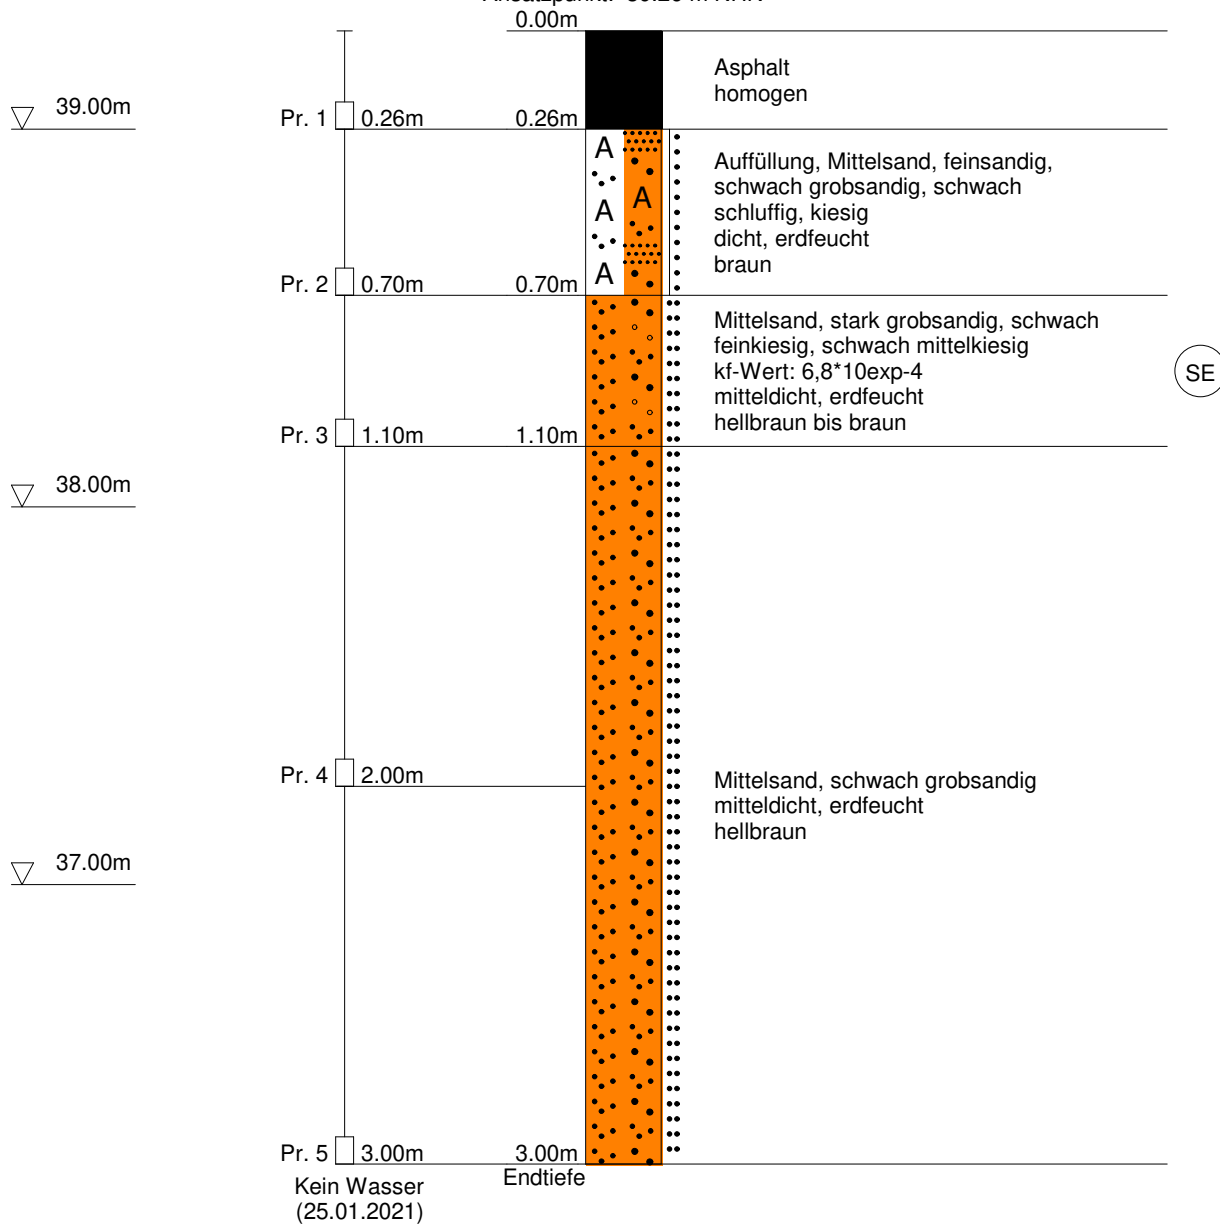 0.00m
Asphalt
homogen
39.00m
Pr. 1 0.26m 0.26m
A
A
A
A
Auffüllung, Mittelsand, feinsandig,
schwach grobsandig, schwach
schluffig, kiesig
dicht, erdfeucht
braun
Pr. 2 0.70m 0.70m
Mittelsand, stark grobsandig, schwach
feinkiesig, schwach mittelkiesig
kf-Wert: 6,8*10exp-4
mitteldicht, erdfeucht
hellbraun bis braun
SE
Pr. 3 1.10m 1.10m
38.00m
Pr. 4 2.00m
Mittelsand, schwach grobsandig
mitteldicht, erdfeucht
hellbraun
37.00m
Pr. 5 3.00m 3.00m
Endtiefe
Kein Wasser
(25.01.2021)